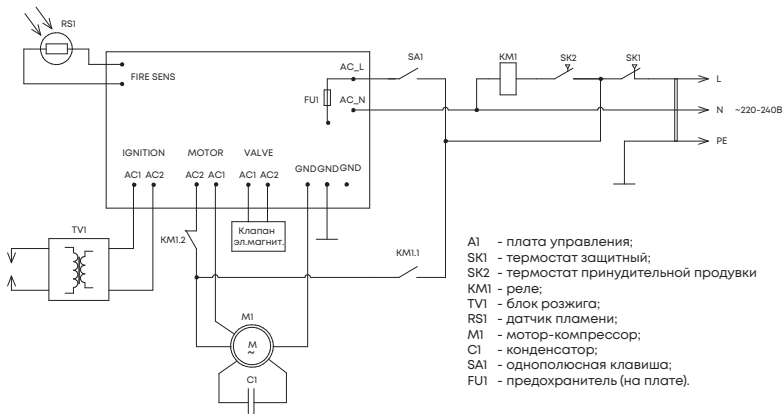 RS1
FIRE SENS
AC_L
SA1
KM1
SK2
SK1
L
FU1
AC_N
N ~220-240В
PE
IGNITION MOTOR VALVE
AC1 AC2 AC2 AC1 AC1 AC2 GND GND GND
TV1
KM1.2
Клапан
эл.магнит.
KM1.1
M1
M
~
C1
A1 - плата управления;
SK1 - термостат защитный;
SK2 - термостат принудительной продувки
KM1 - реле;
TV1 - блок розжига;
RS1 - датчик пламени;
M1 - мотор-компрессор;
C1 - конденсатор;
SA1 - однополюсная клавиша;
FU1 - предохранитель (на плате).